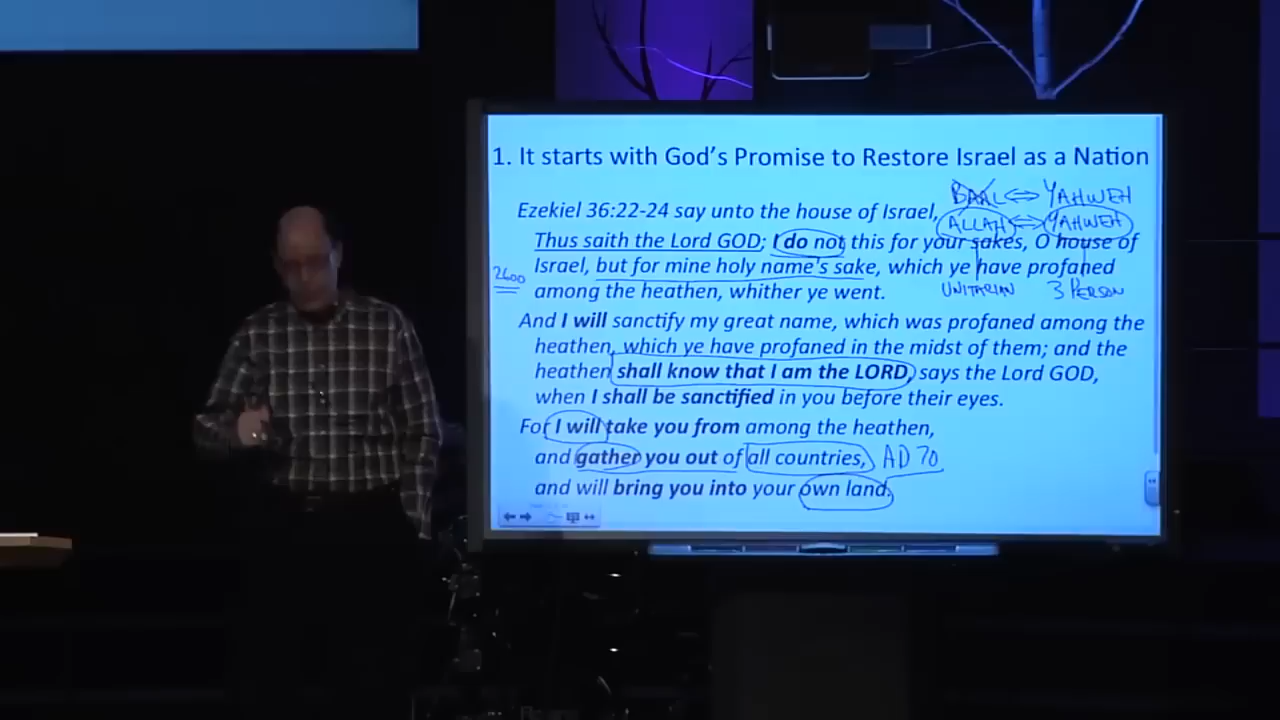 1. It starts with God's Promise to Restore Israel as a Nation
BAAL ⇔ YAHWEH
Ezekiel 36:22-24 say unto the house of Israel,
ALLAH ⇔ YAHWEH
Thus saith the Lord GOD; I do not this for your sakes, O house of
Israel, but for mine holy name's sake, which ye have profaned
2600
among the heathen, whither ye went.
UNITARIAN 3 PERSON
And I will sanctify my great name, which was profaned among the
heathen, which ye have profaned in the midst of them; and the
heathen shall know that I am the LORD, says the Lord GOD,
when I shall be sanctified in you before their eyes.
For I will take you from among the heathen,
and gather you out of all countries, AD 70
and will bring you into your own land.